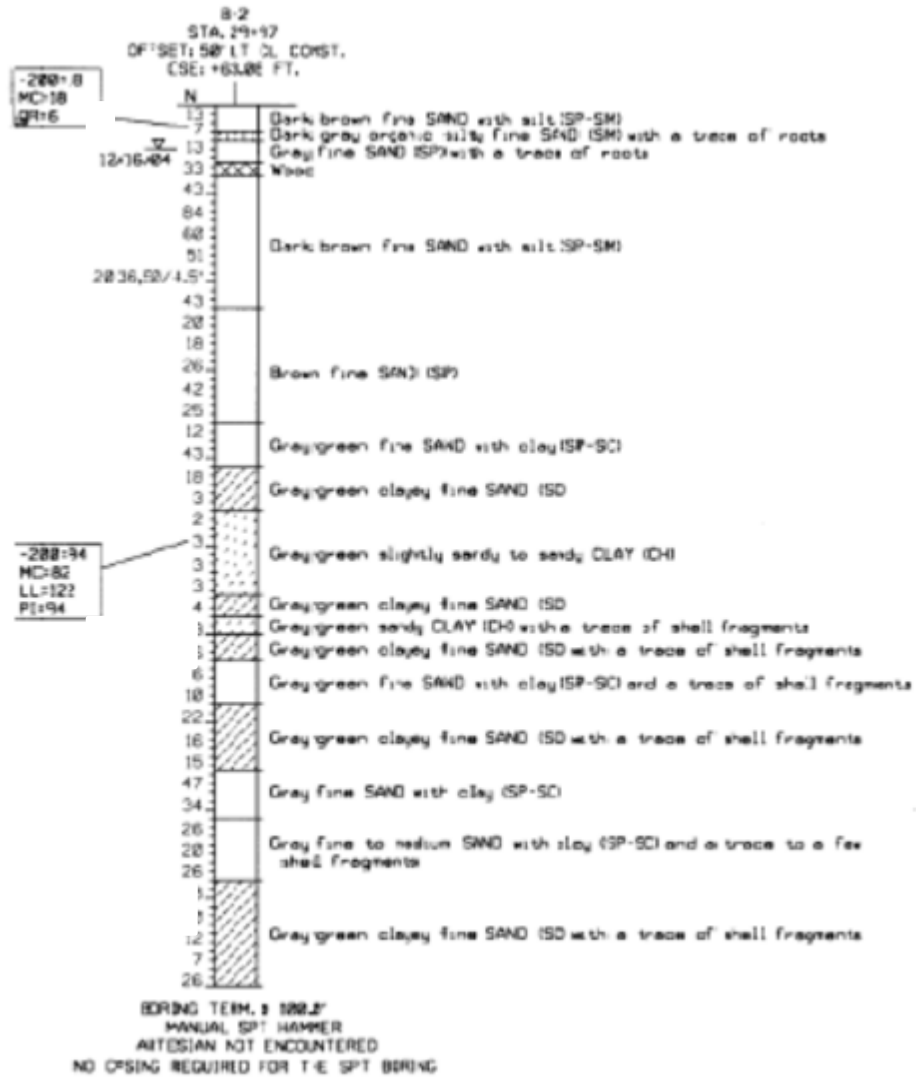 B-2
STA. 29+97
OFFSET: 50' LT CL CONST.
GSE: +63.08 FT.
MC=18
OR=6
N
13
7
13
12/16/04
33
43
84
60
51
43
20
18
26
42
25
12
43
18
3
2
3
3
3
4
6
10
22
16
15
47
34
26
20
26
12
7
26
Dark brown fine SAND with silt (SP-SM)
Dark gray organic silty fine SAND (SM) with a trace of roots
Gray fine SAND (SP) with a trace of roots
Wood
Dark brown fine SAND with silt (SP-SM)
Brown fine SAND (SP)
Gray-green fine SAND with clay (SP-SC)
Gray-green clayey fine SAND (SC)
-200=94
MC=82
LL=122
PI=94
Gray-green slightly sandy to sandy CLAY (CH)
Gray-green clayey fine SAND (SC)
Gray-green sandy CLAY (CH) with a trace of shell fragments
Gray-green clayey fine SAND (SC) with a trace of shell fragments
Gray-green fine SAND with clay (SP-SC) and a trace of shell fragments
Gray-green clayey fine SAND (SC) with a trace of shell fragments
Gray fine SAND with clay (SP-SC)
Gray fine to medium SAND with clay (SP-SC) and a trace to a few
shell fragments
Gray-green clayey fine SAND (SC) with a trace of shell fragments
BORING TERM. @
MANUAL SPT HAMMER
ARTESIAN NOT ENCOUNTERED
NO CASING REQUIRED FOR THE SPT BORING